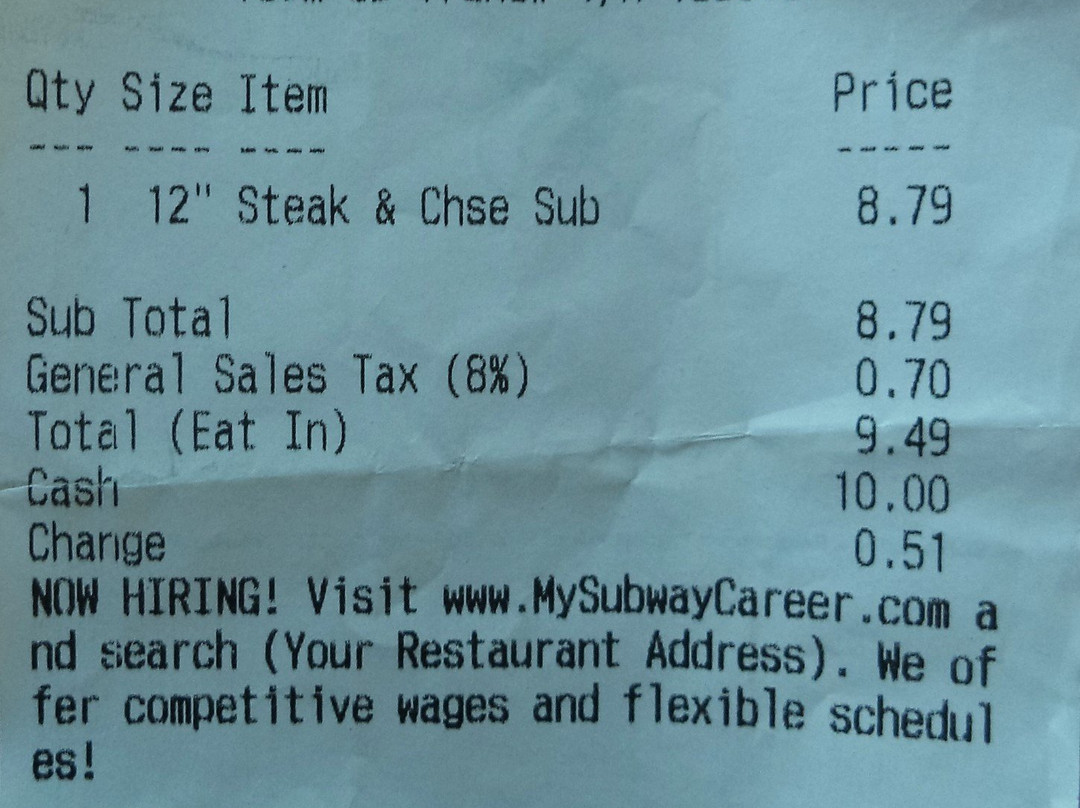 Qty Size Item Price
--- ---- ---- -----
1 12" Steak & Chse Sub 8.79
Sub Total 8.79
General Sales Tax (8%) 0.70
Total (Eat In) 9.49
Cash 10.00
Change 0.51
NOW HIRING! Visit www.MySubwayCareer.com a
nd search (Your Restaurant Address). We of
fer competitive wages and flexible schedul
es!